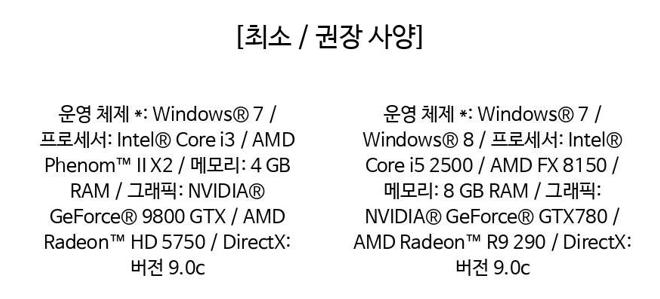 [최소 / 권장 사양]
운영 체제 *: Windows® 7 /
프로세서: Intel® Core i3 / AMD
Phenom™ II X2 / 메모리: 4 GB
RAM / 그래픽: NVIDIA®
GeForce® 9800 GTX / AMD
Radeon™ HD 5750 / DirectX:
버전 9.0c
운영 체제 *: Windows® 7 /
Windows® 8 / 프로세서: Intel®
Core i5 2500 / AMD FX 8150 /
메모리: 8 GB RAM / 그래픽:
NVIDIA® GeForce® GTX780 /
AMD Radeon™ R9 290 / DirectX:
버전 9.0c